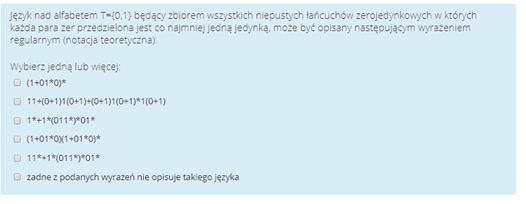 Język nad alfabetem T={0,1} będący zbiorem wszystkich niepustych łańcuchów zerojedynkowych w których
każda para zer przedzielona jest co najmniej jedną jedynką, może być opisany następującym wyrażeniem
regularnym (notacja teoretyczna):
Wybierz jedną lub więcej:
(1+01*0)*
11+(0+1)1(0+1)+(0+1)1(0+1)*1(0+1)
1*+1*(011*)*01*
(1+01*0)(1+01*0)*
11*+1*(011*)*01*
żadne z podanych wyrażeń nie opisuje takiego języka